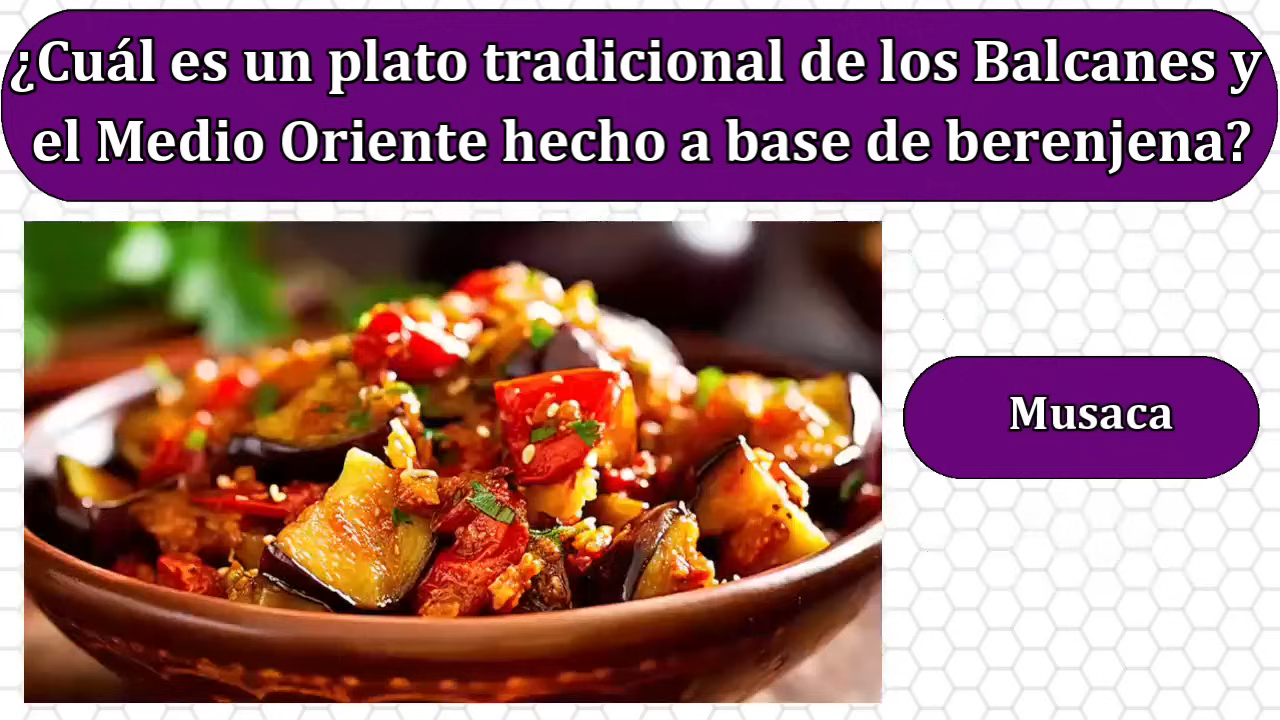 ¿Cuál es un plato tradicional de los Balcanes y
el Medio Oriente hecho a base de berenjena?
Musaca